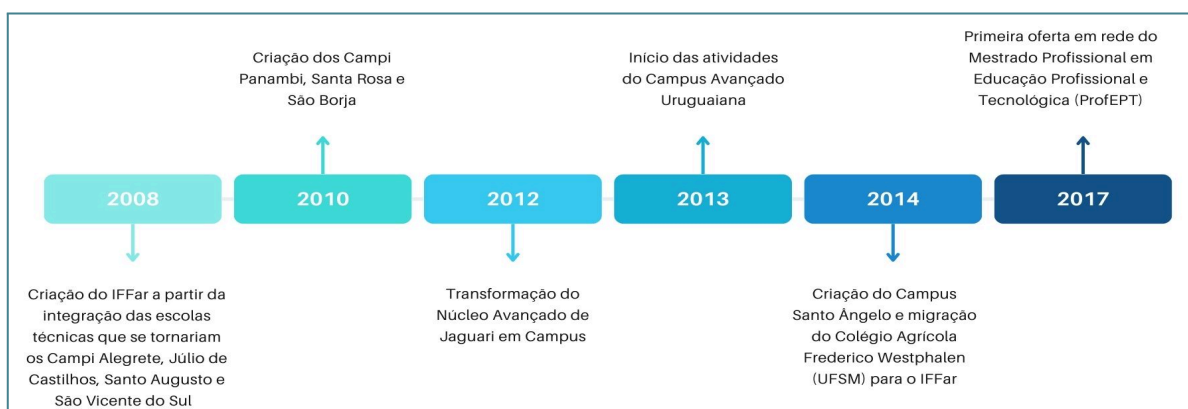 Criação dos Campi
Panambi, Santa Rosa e
São Borja
Início das atividades
do Campus Avançado
Uruguaiana
Primeira oferta em rede do
Mestrado Profissional em
Educação Profissional e
Tecnológica (ProfEPT)
2008
2010
2012
2013
2014
2017
Criação do IFFar a partir da
integração das escolas
técnicas que se tornariam
os Campi Alegrete, Júlio de
Castilhos, Santo Augusto e
São Vicente do Sul
Transformação do
Núcleo Avançado de
Jaguari em Campus
Criação do Campus
Santo Ângelo e migração
do Colégio Agrícola
Frederico Westphalen
(UFSM) para o IFFar